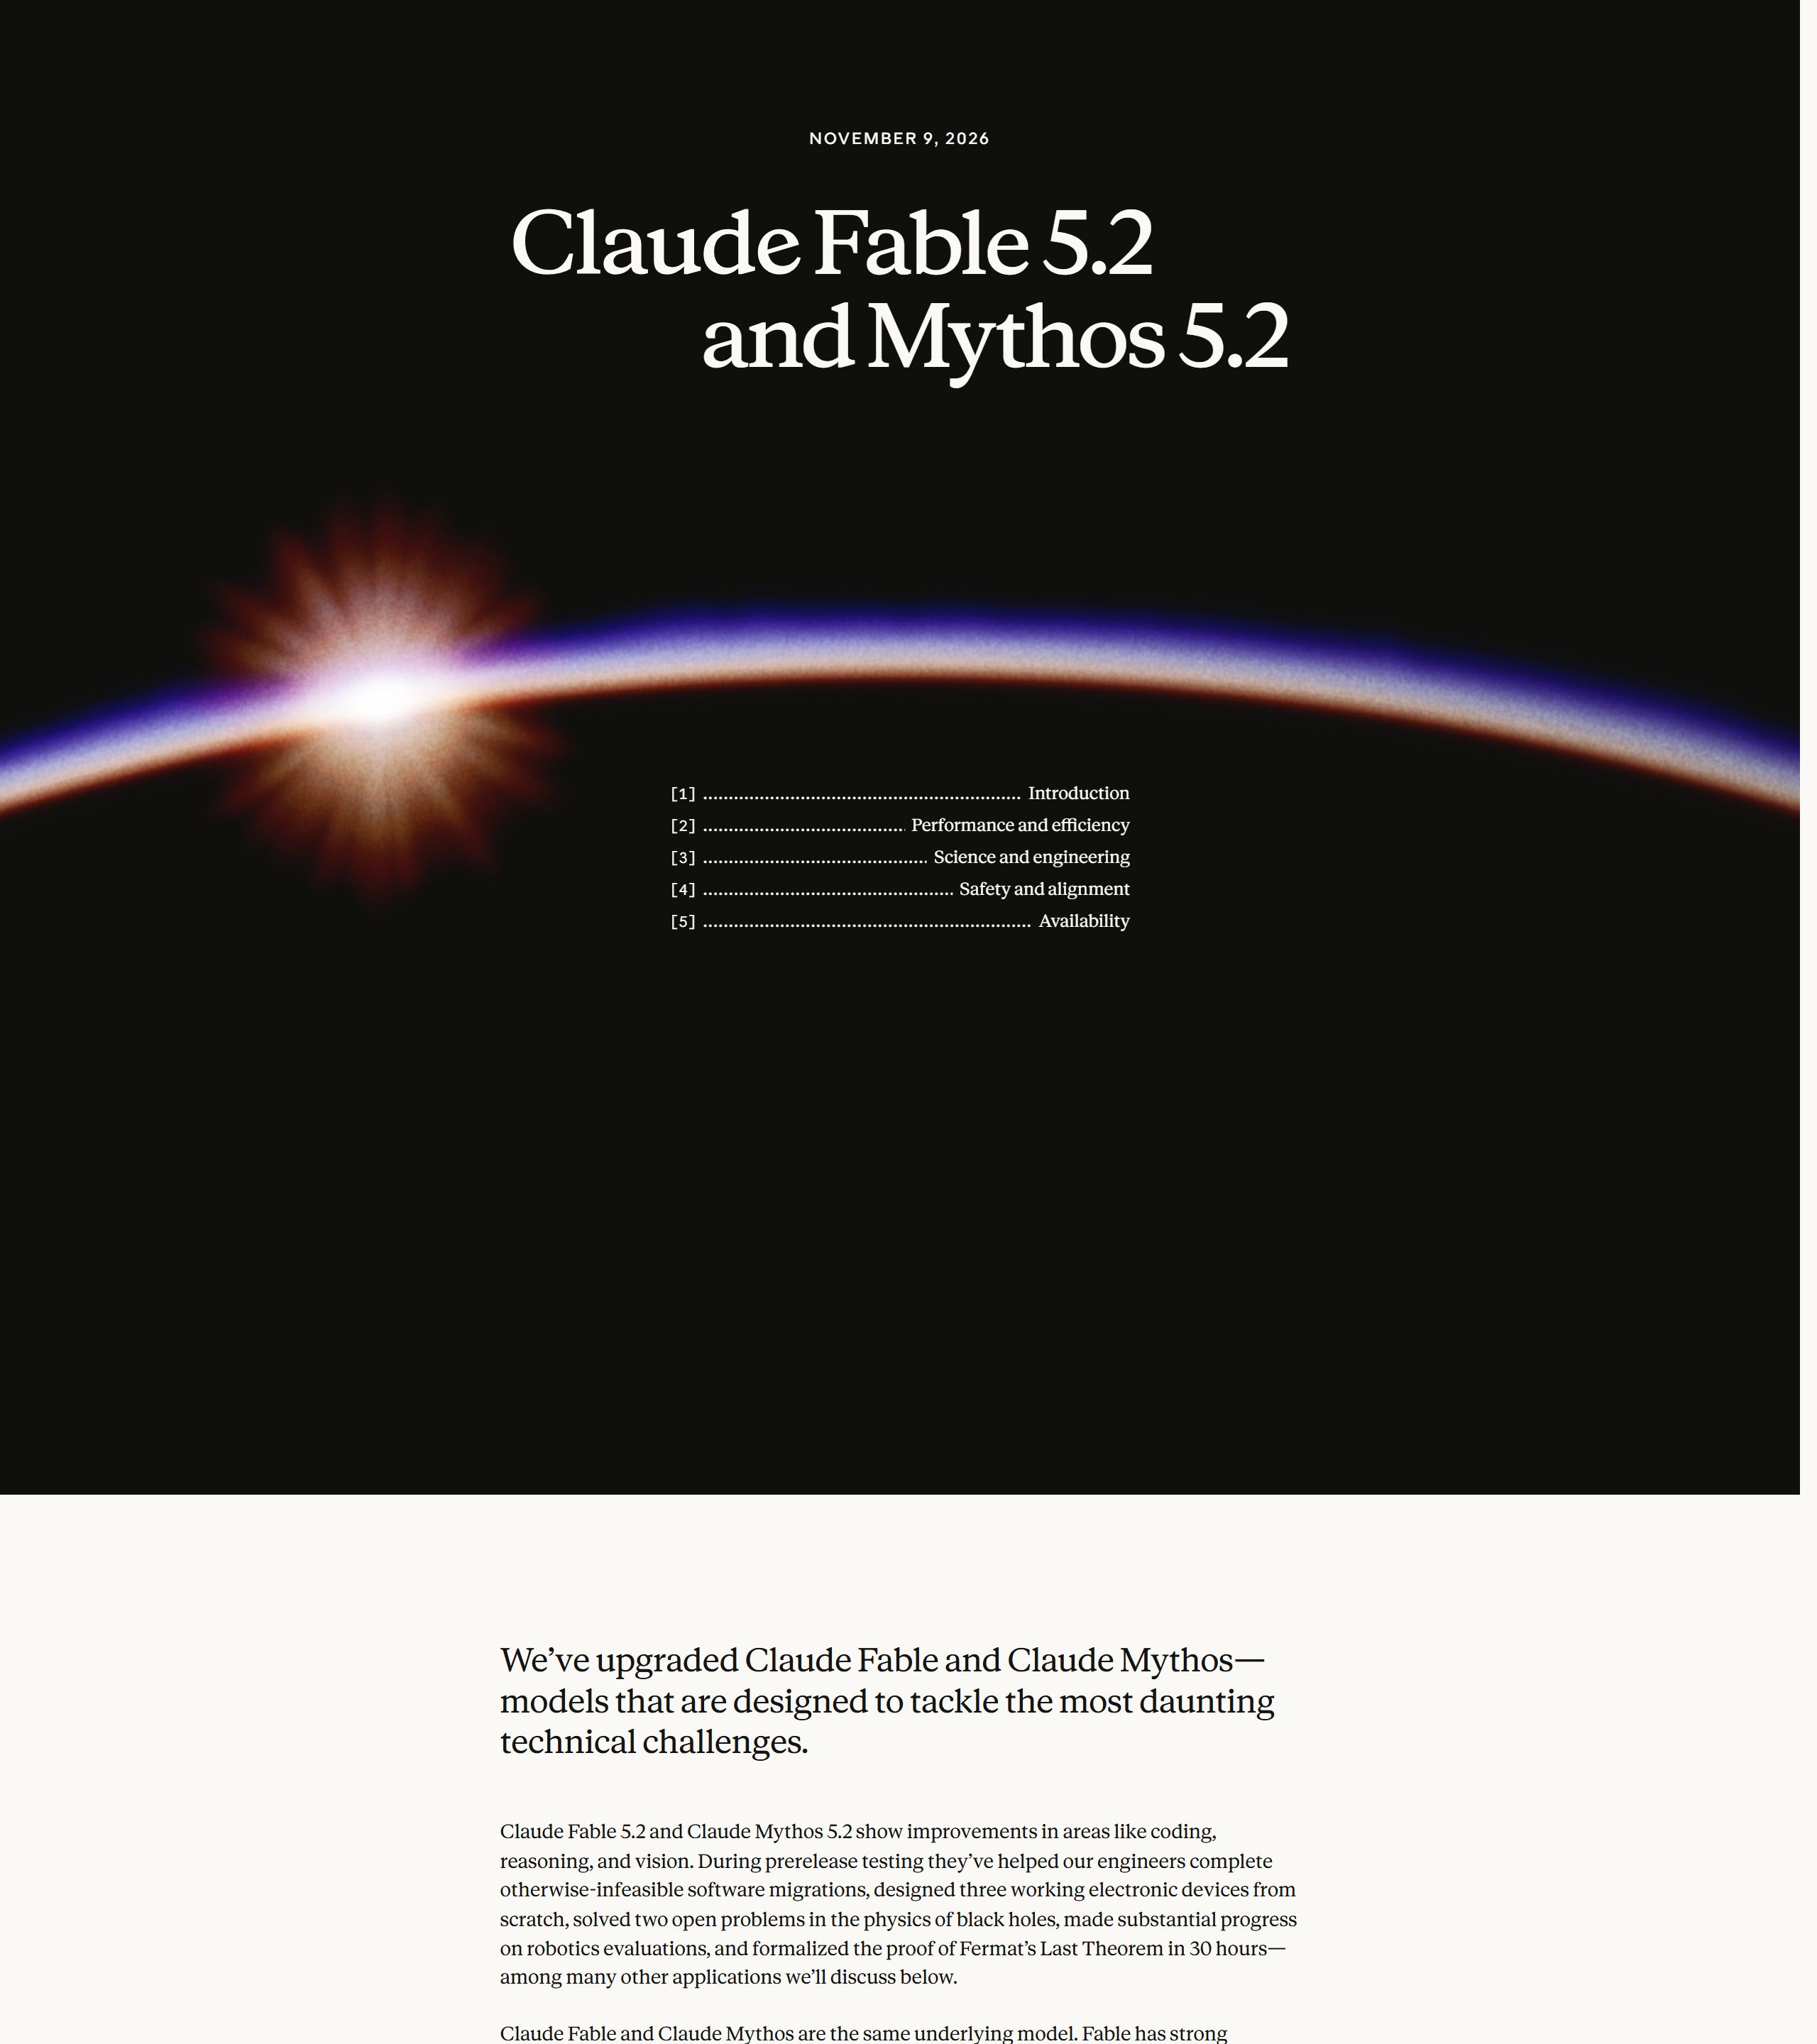 NOVEMBER 9, 2026
Claude Fable 5.2
and Mythos 5.2
[1] Introduction
[2] Performance and efficiency
[3] Science and engineering
[4] Safety and alignment
[5] Availability
We’ve upgraded Claude Fable and Claude Mythos—
models that are designed to tackle the most daunting
technical challenges.
Claude Fable 5.2 and Claude Mythos 5.2 show improvements in areas like coding,
reasoning, and vision. During prerelease testing they’ve helped our engineers complete
otherwise-infeasible software migrations, designed three working electronic devices from
scratch, solved two open problems in the physics of black holes, made substantial progress
on robotics evaluations, and formalized the proof of Fermat’s Last Theorem in 30 hours—
among many other applications we’ll discuss below.
Claude Fable and Claude Mythos are the same underlying model. Fable has strong